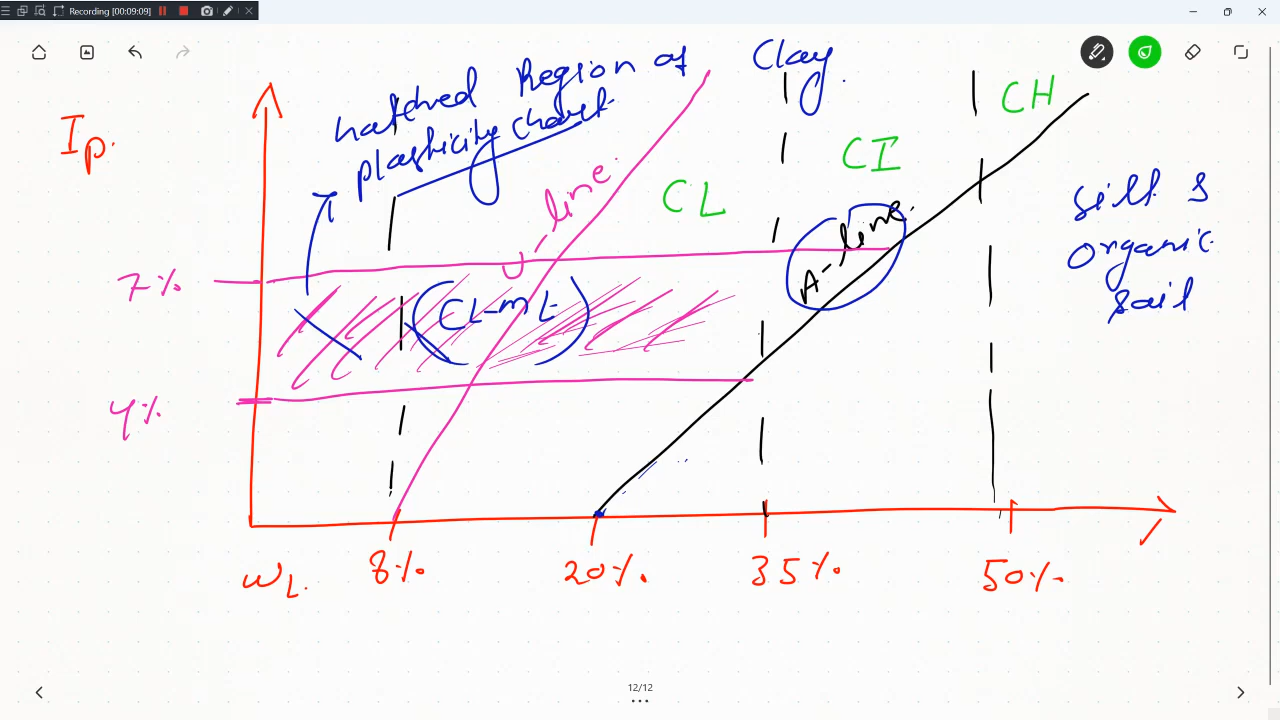 Recording [00:09:09]
Clay.
hatched Region of
plasticity chart
Ip.
CH
CI
CL
U-line.
A-line.
silt &
organic
soil
7%
(CL-ML)
4%
WL.
8%.
20%.
35%.
50%.
12/12